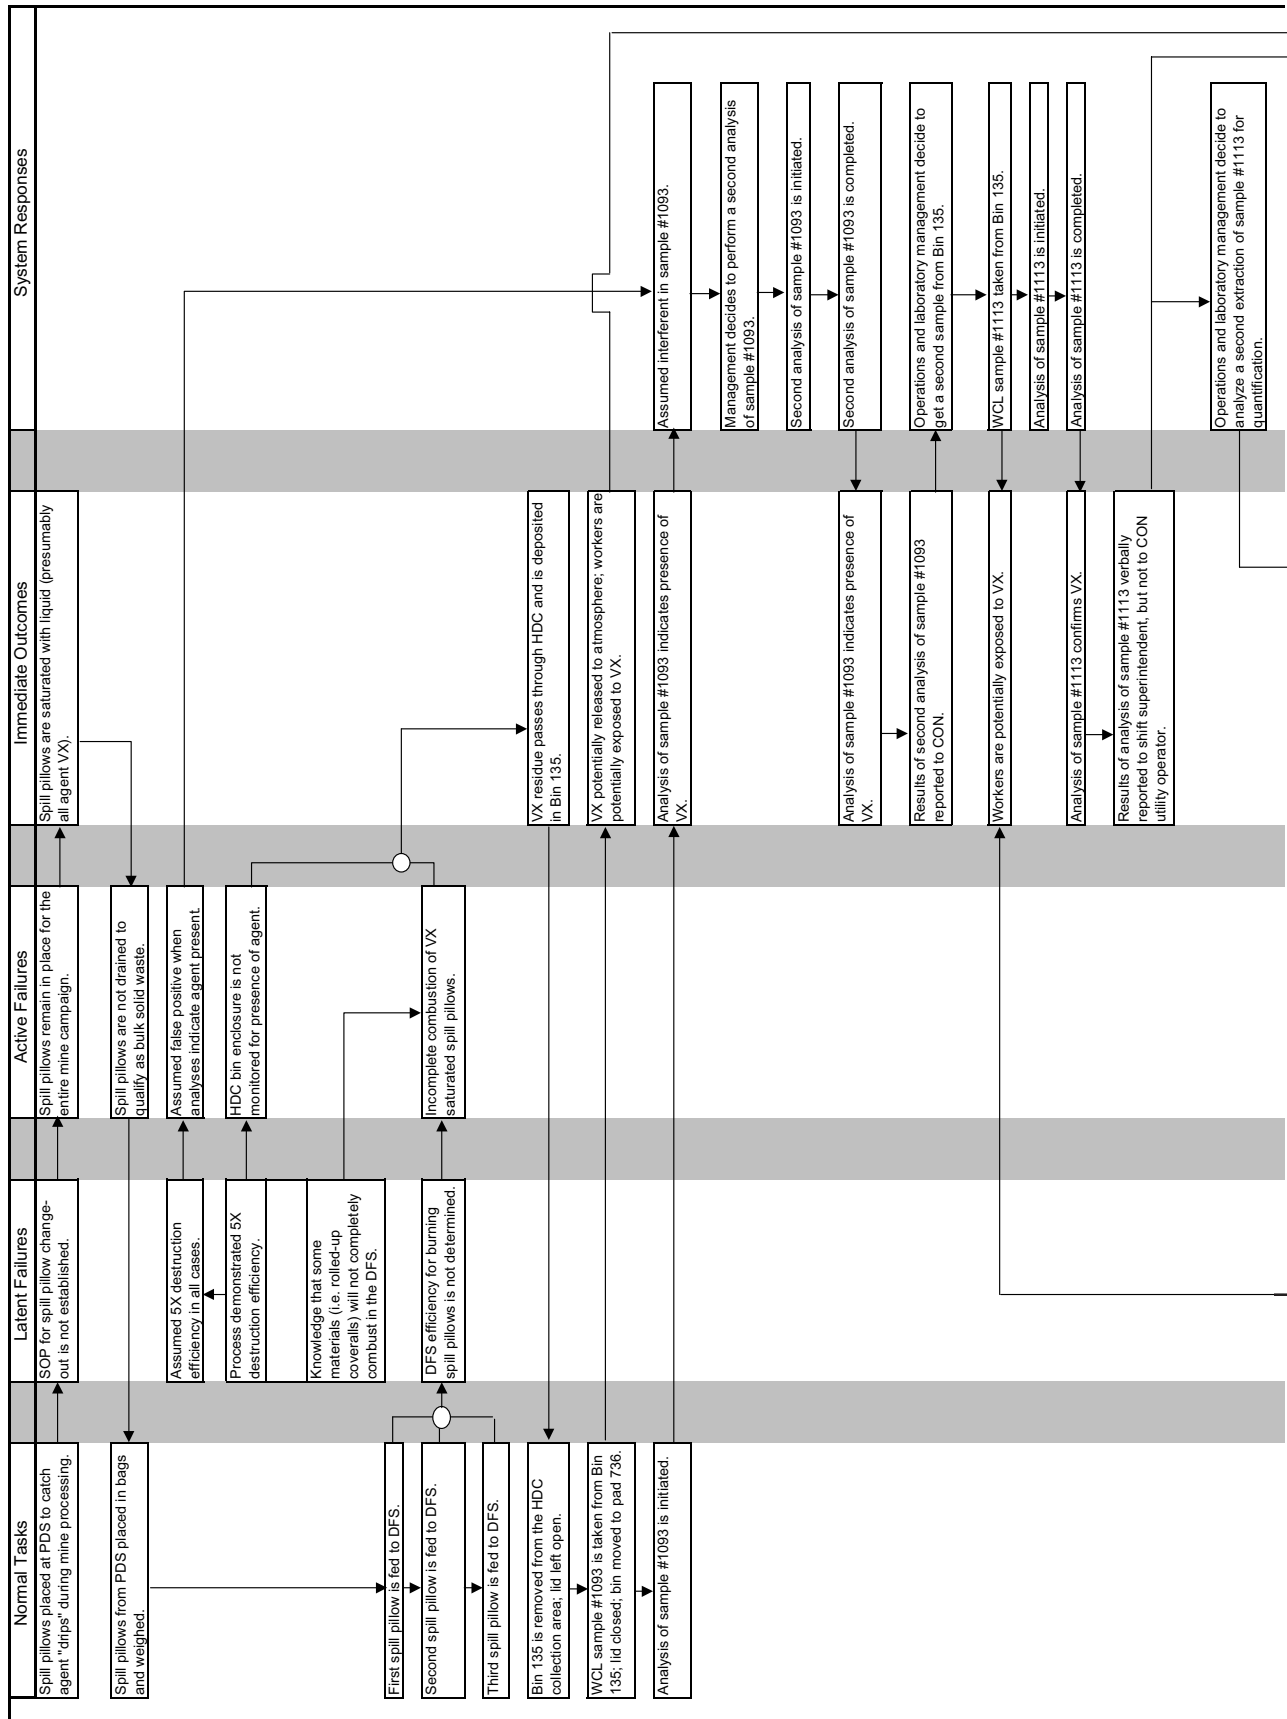 Normal Tasks
Latent Failures
Active Failures
Immediate Outcomes
System Responses
Spill pillows placed at PDS to catch
agent "drips" during mine processing.
SOP for spill pillow change-
out is not established.
Spill pillows remain in place for the
entire mine campaign.
Spill pillows are saturated with liquid (presumably
all agent VX).
Spill pillows from PDS placed in bags
and weighed.
Spill pillows are not drained to
qualify as bulk solid waste.
Assumed 5X destruction
efficiency in all cases.
Assumed false positive when
analyses indicate agent present.
Process demonstrated 5X
destruction efficiency.
HDC bin enclosure is not
monitored for presence of agent.
Knowledge that some
materials (i.e. rolled-up
coveralls) will not completely
combust in the DFS.
First spill pillow is fed to DFS.
Second spill pillow is fed to DFS.
Third spill pillow is fed to DFS.
DFS efficiency for burning
spill pillows is not determined.
Incomplete combustion of VX
saturated spill pillows.
VX residue passes through HDC and is deposited
in Bin 135.
Bin 135 is removed from the HDC
collection area; lid left open.
WCL sample #1093 is taken from Bin
135; lid closed; bin moved to pad 736.
VX potentially released to atmosphere; workers are
potentially exposed to VX.
Analysis of sample #1093 is initiated.
Analysis of sample #1093 indicates presence of
VX.
Assumed interferent in sample #1093.
Management decides to perform a second analysis
of sample #1093.
Second analysis of sample #1093 is initiated.
Second analysis of sample #1093 is completed.
Analysis of sample #1093 indicates presence of
VX.
Results of second analysis of sample #1093
reported to CON.
Operations and laboratory management decide to
get a second sample from Bin 135.
WCL sample #1113 taken from Bin 135.
Workers are potentially exposed to VX.
Analysis of sample #1113 is initiated.
Analysis of sample #1113 is completed.
Analysis of sample #1113 confirms VX.
Results of analysis of sample #1113 verbally
reported to shift superintendent, but not to CON
utility operator.
Operations and laboratory management decide to
analyze a second extraction of sample #1113 for
quantification.